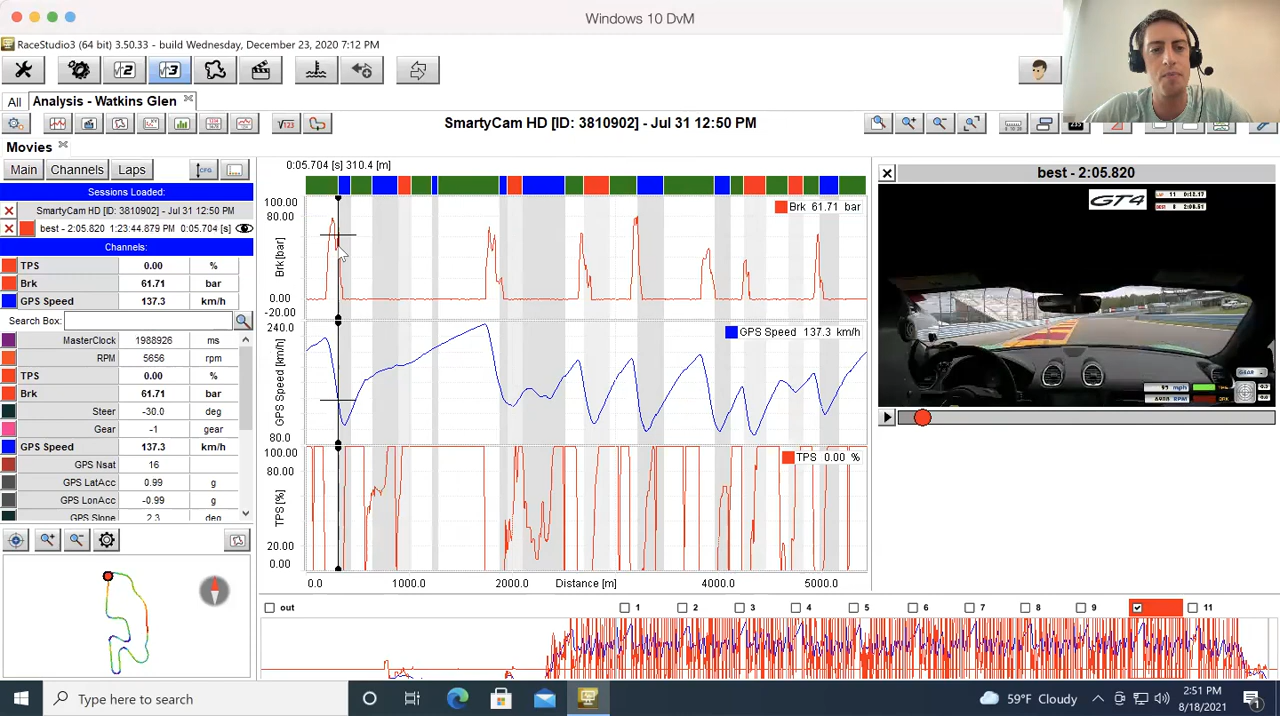 Windows 10 DvM
RaceStudio3 (64 bit) 3.50.33 - build Wednesday, December 23, 2020 7:12 PM
All
Analysis - Watkins Glen
SmartyCam HD [ID: 3810902] - Jul 31 12:50 PM
Movies
Main
Channels
Laps
CFG
Sessions Loaded:
SmartyCam HD [ID: 3810902] - Jul 31 12:50 PM
best - 2:05.820 1:23:44.879 PM 0:05.704 [s]
Channels:
TPS 0.00 %
Brk 61.71 bar
GPS Speed 137.3 km/h
Search Box:
MasterClock 1988926 ms
RPM 5656 rpm
TPS 0.00 %
Brk 61.71 bar
Steer -30.0 deg
Gear -1 gear
GPS Speed 137.3 km/h
GPS Nsat 16
GPS LatAcc 0.99 g
GPS LonAcc -0.99 g
GPS Slope 2.3 deg
0:05.704 [s] 310.4 [m]
Brk 61.71 bar
100.00
80.00
0.00
-20.00
Brk [bar]
GPS Speed 137.3 km/h
240.0
80.0
GPS Speed [km/h]
TPS 0.00 %
100.00
80.00
20.00
0.00
TPS [%]
0.0 1000.0 2000.0 Distance [m] 4000.0 5000.0
out 1 2 3 4 5 6 7 8 9 11
best - 2:05.820
GT4
GEAR
Type here to search
59°F Cloudy
2:51 PM
8/18/2021
1